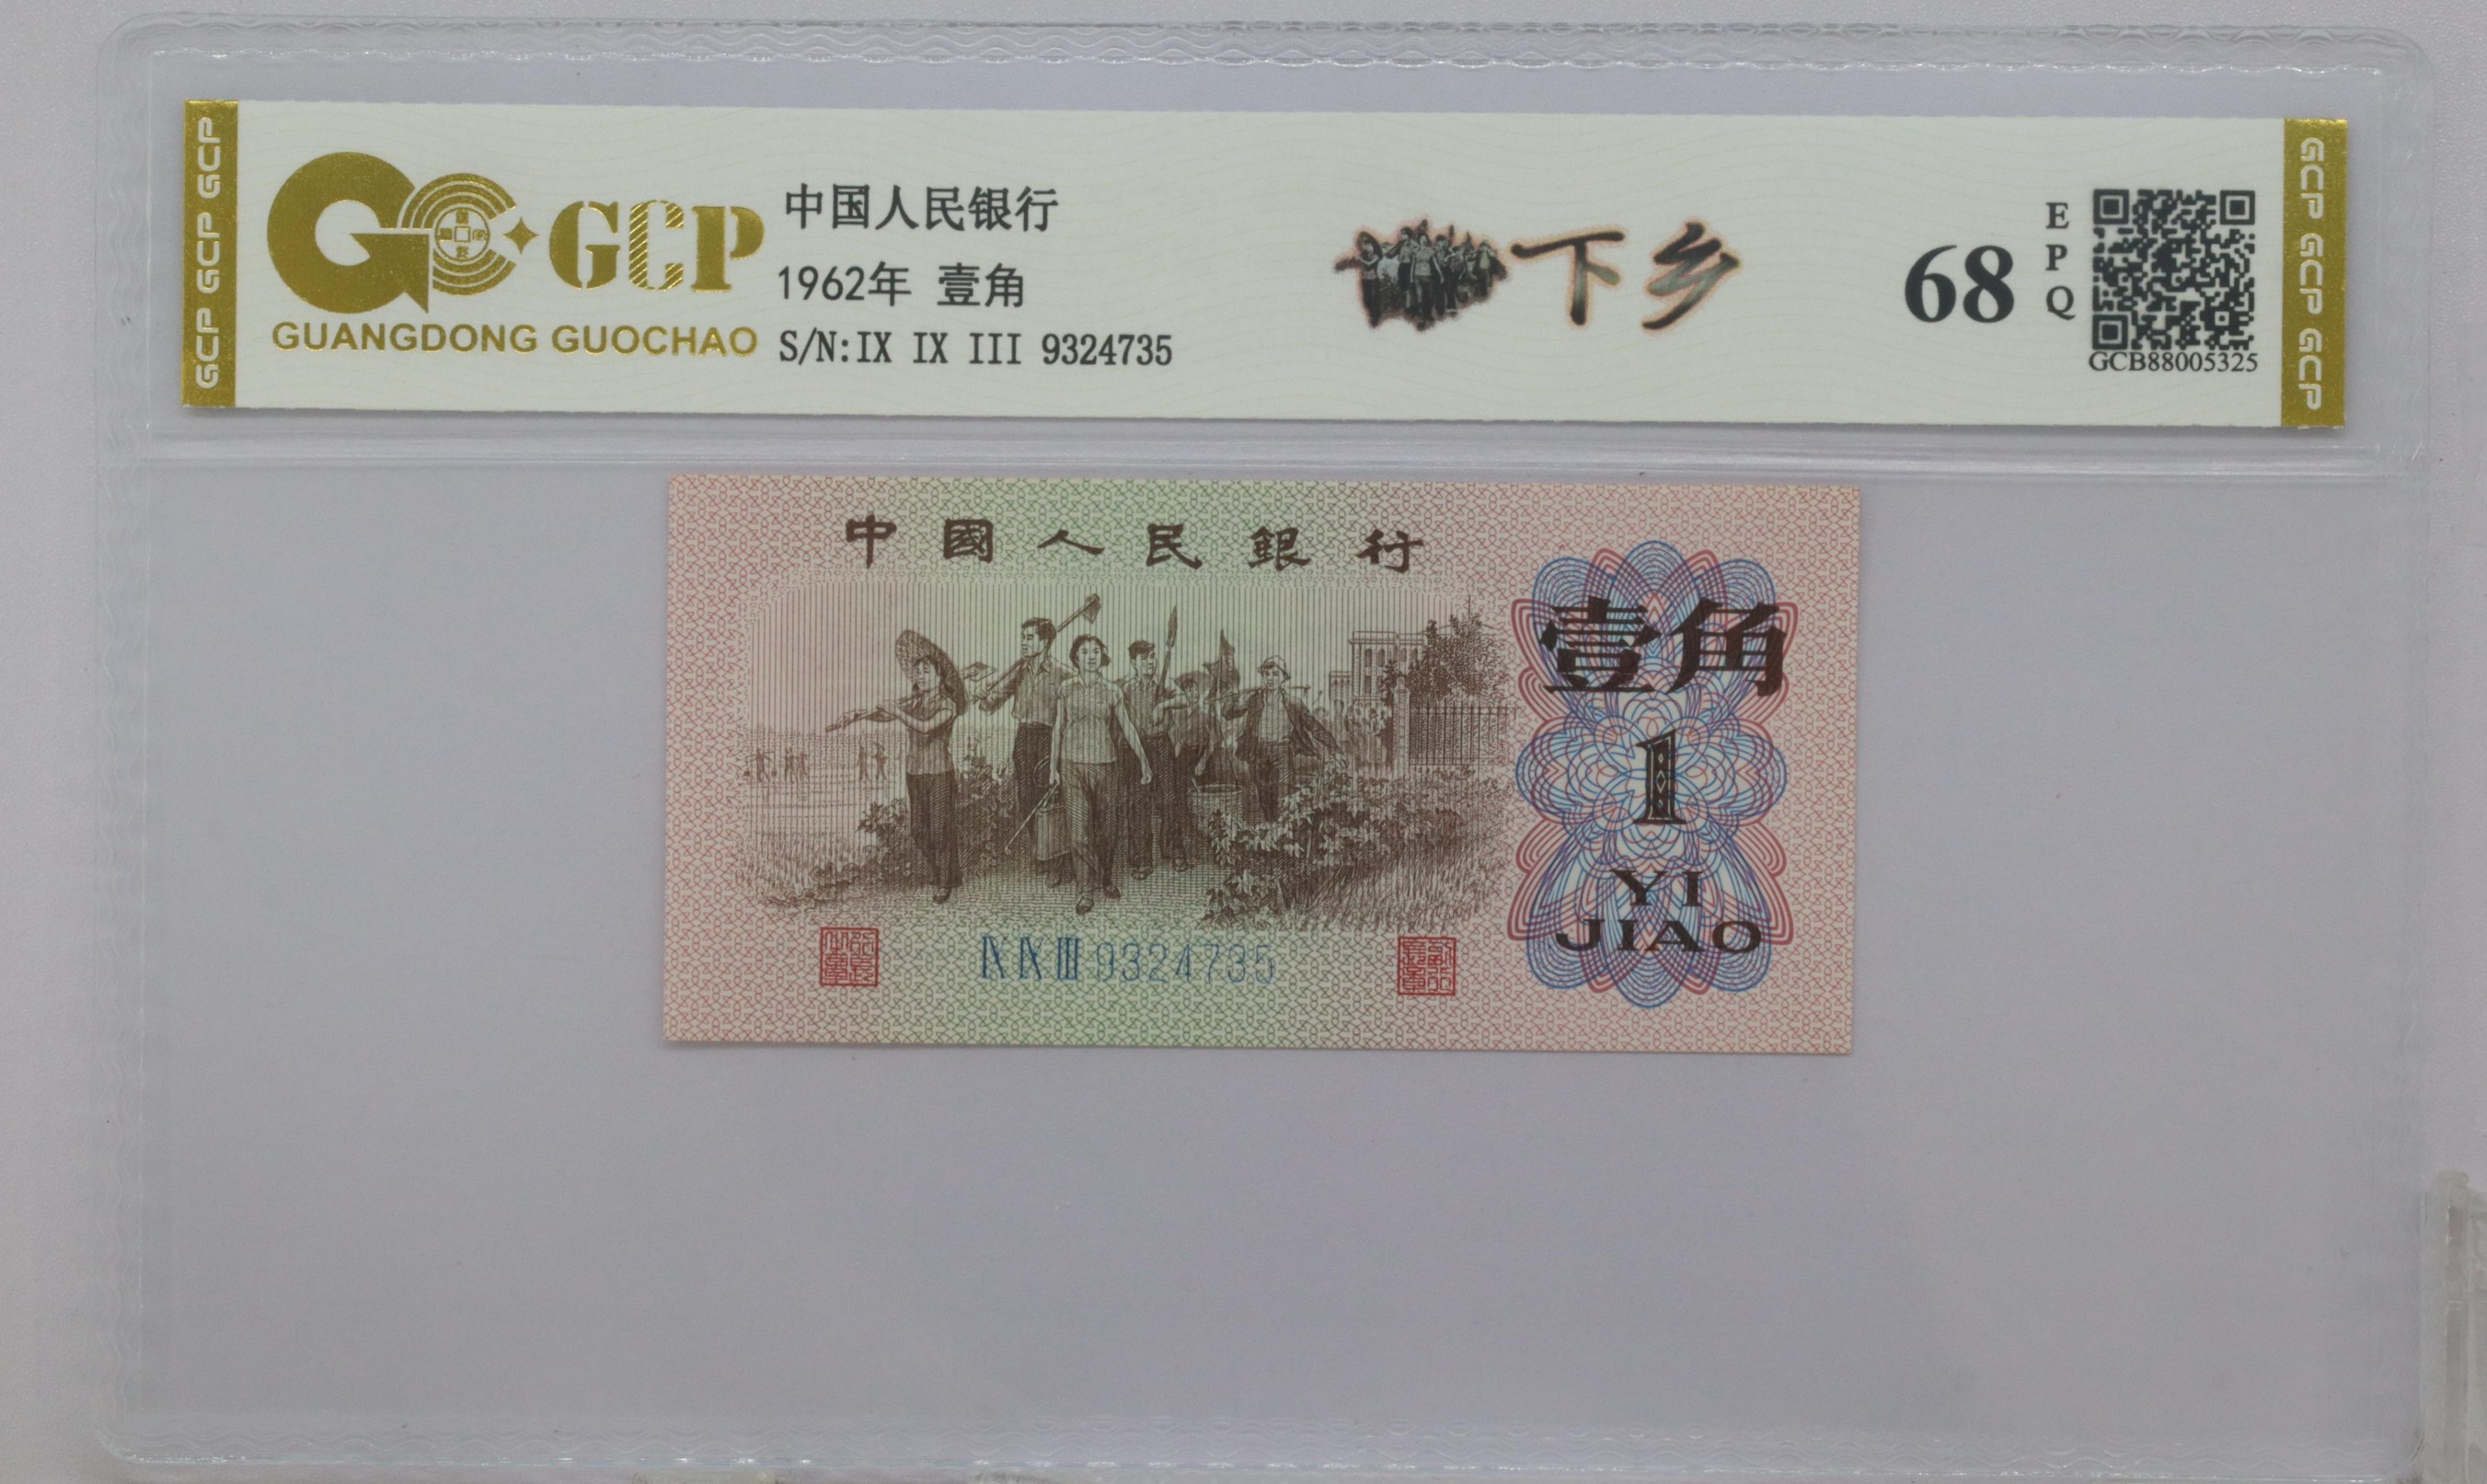 GCP GCP GCP
GCP
GUANGDONG GUOCHAO
中国人民银行
1962年 壹角
S/N:IX IX III 9324735
下乡
68
EPQ
GCB88005325
GCP GCP GCP
中國人民銀行
壹角
1
YI
JIAO
IX IX III 9324735